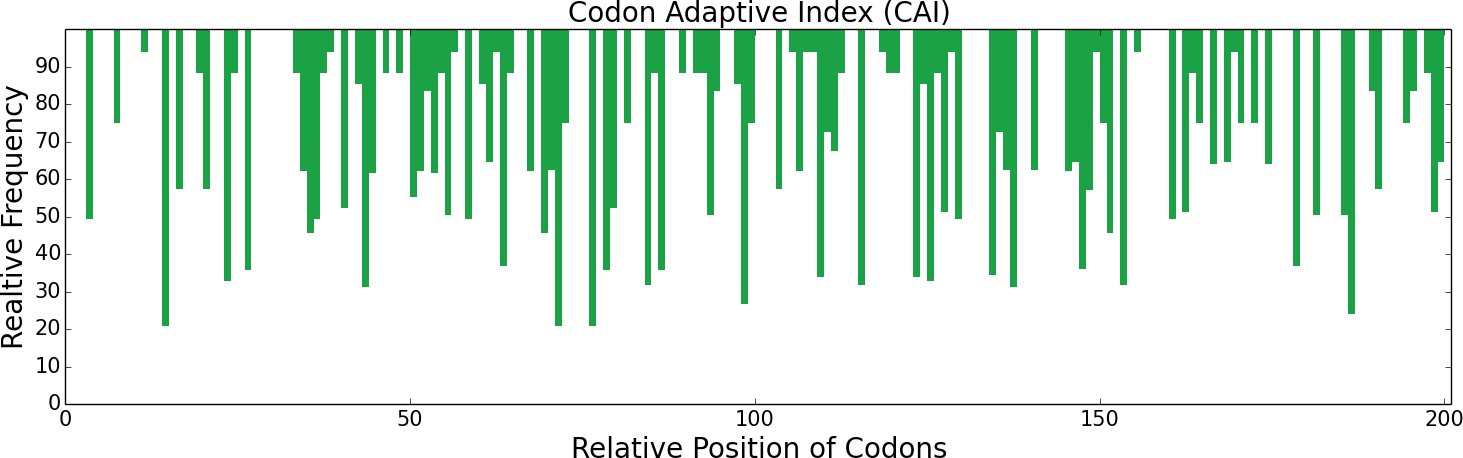 Codon Adaptive Index (CAI)
Realtive Frequency
90
80
70
60
50
40
30
20
10
0
0 50 100 150 200
Relative Position of Codons